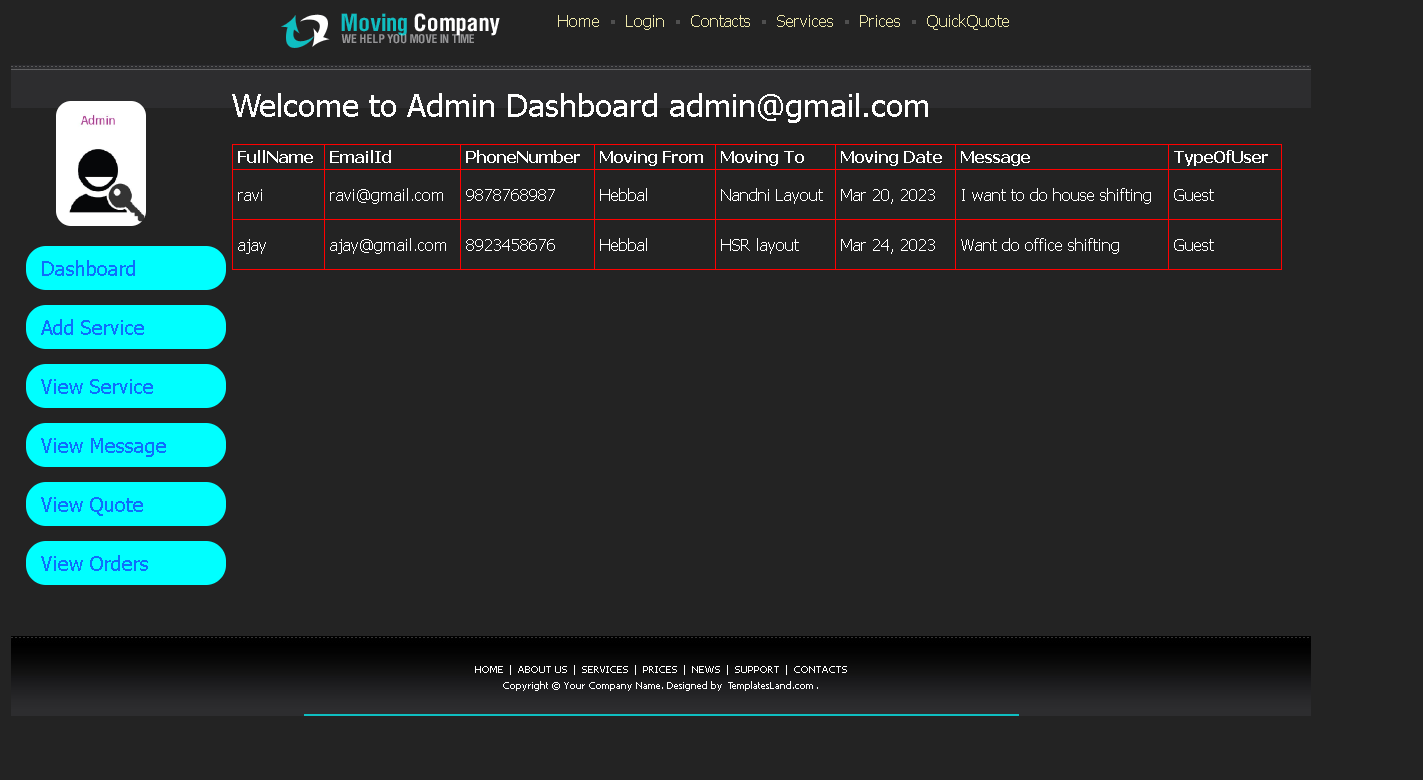 Moving Company
WE HELP YOU MOVE IN TIME
Home Login Contacts Services Prices QuickQuote
Admin
Welcome to Admin Dashboard admin@gmail.com
FullName EmailId PhoneNumber Moving From Moving To Moving Date Message TypeOfUser
ravi ravi@gmail.com 9878768987 Hebbal Nandni Layout Mar 20, 2023 I want to do house shifting Guest
ajay ajay@gmail.com 8923458676 Hebbal HSR layout Mar 24, 2023 Want do office shifting Guest
Dashboard
Add Service
View Service
View Message
View Quote
View Orders
HOME | ABOUT US | SERVICES | PRICES | NEWS | SUPPORT | CONTACTS
Copyright © Your Company Name. Designed by TemplatesLand.com .